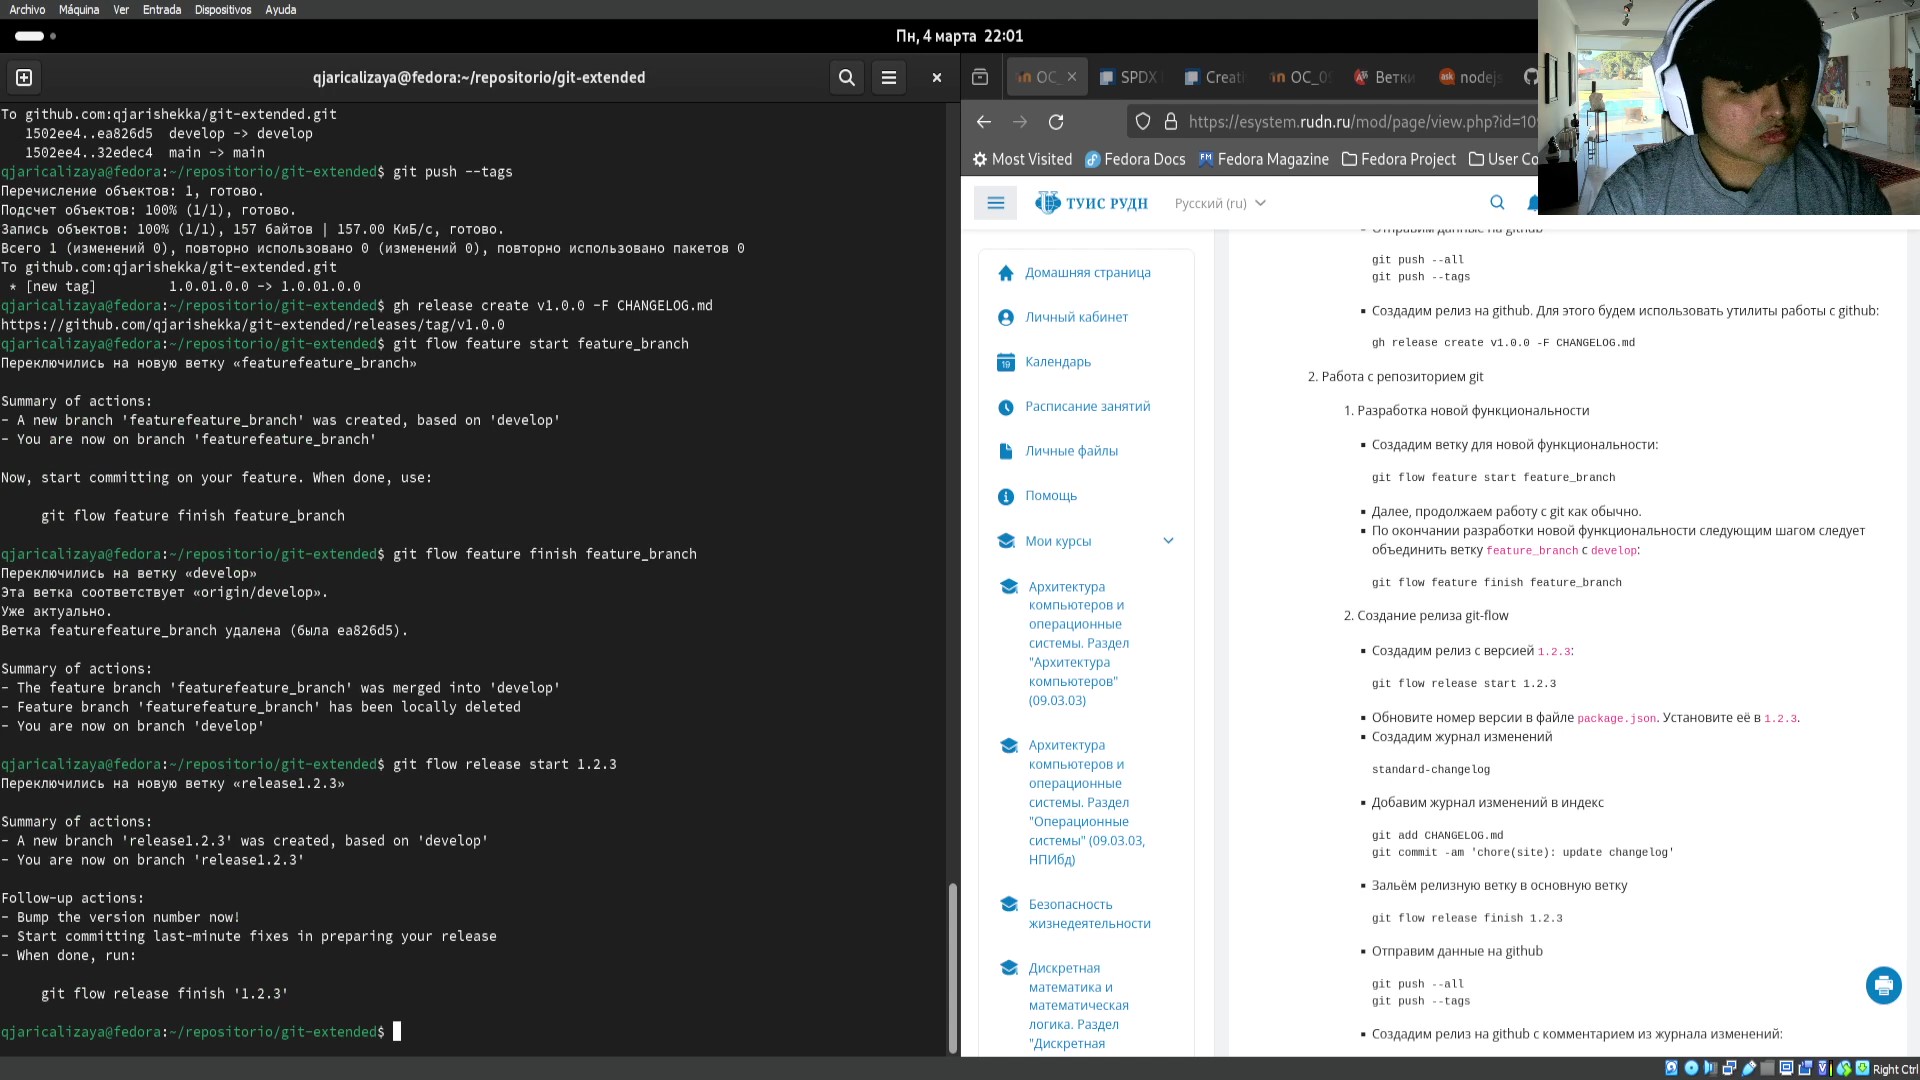 Archivo Máquina Ver Entrada Dispositivos Ayuda
Пн, 4 марта 22:01
qjaricalizaya@fedora:~/repositorio/git-extended
To github.com:qjarishekka/git-extended.git
1502ee4..ea826d5 develop -> develop
1502ee4..32edec4 main -> main
qjaricalizaya@fedora:~/repositorio/git-extended$ git push --tags
Перечисление объектов: 1, готово.
Подсчет объектов: 100% (1/1), готово.
Запись объектов: 100% (1/1), 157 байтов | 157.00 КиБ/с, готово.
Всего 1 (изменений 0), повторно использовано 0 (изменений 0), повторно использовано пакетов 0
To github.com:qjarishekka/git-extended.git
* [new tag] 1.0.01.0.0 -> 1.0.01.0.0
qjaricalizaya@fedora:~/repositorio/git-extended$ gh release create v1.0.0 -F CHANGELOG.md
https://github.com/qjarishekka/git-extended/releases/tag/v1.0.0
qjaricalizaya@fedora:~/repositorio/git-extended$ git flow feature start feature_branch
Переключились на новую ветку «featurefeature_branch»
Summary of actions:
- A new branch 'featurefeature_branch' was created, based on 'develop'
- You are now on branch 'featurefeature_branch'
Now, start committing on your feature. When done, use:
git flow feature finish feature_branch
qjaricalizaya@fedora:~/repositorio/git-extended$ git flow feature finish feature_branch
Переключились на ветку «develop»
Эта ветка соответствует «origin/develop».
Уже актуально.
Ветка featurefeature_branch удалена (была ea826d5).
Summary of actions:
- The feature branch 'featurefeature_branch' was merged into 'develop'
- Feature branch 'featurefeature_branch' has been locally deleted
- You are now on branch 'develop'
qjaricalizaya@fedora:~/repositorio/git-extended$ git flow release start 1.2.3
Переключились на новую ветку «release1.2.3»
Summary of actions:
- A new branch 'release1.2.3' was created, based on 'develop'
- You are now on branch 'release1.2.3'
Follow-up actions:
- Bump the version number now!
- Start committing last-minute fixes in preparing your release
- When done, run:
git flow release finish '1.2.3'
qjaricalizaya@fedora:~/repositorio/git-extended$
ОС_ SPDX Creati ОС_05 Ветки nodejs
https://esystem.rudn.ru/mod/page/view.php?id=109
Most Visited Fedora Docs Fedora Magazine Fedora Project User Co
ТУИС РУДН Русский (ru)
Домашняя страница
Личный кабинет
Календарь
Расписание занятий
Личные файлы
Помощь
Мои курсы
Архитектура
компьютеров и
операционные
системы. Раздел
"Архитектура
компьютеров"
(09.03.03)
Архитектура
компьютеров и
операционные
системы. Раздел
"Операционные
системы" (09.03.03,
НПИбд)
Безопасность
жизнедеятельности
Дискретная
математика и
математическая
логика. Раздел
"Дискретная
Отправим данные на github
git push --all
git push --tags
▪ Создадим релиз на github. Для этого будем использовать утилиты работы с github:
gh release create v1.0.0 -F CHANGELOG.md
2. Работа с репозиторием git
1. Разработка новой функциональности
▪ Создадим ветку для новой функциональности:
git flow feature start feature_branch
▪ Далее, продолжаем работу c git как обычно.
▪ По окончании разработки новой функциональности следующим шагом следует
объединить ветку feature_branch c develop:
git flow feature finish feature_branch
2. Создание релиза git-flow
▪ Создадим релиз с версией 1.2.3:
git flow release start 1.2.3
▪ Обновите номер версии в файле package.json. Установите её в 1.2.3.
▪ Создадим журнал изменений
standard-changelog
▪ Добавим журнал изменений в индекс
git add CHANGELOG.md
git commit -am 'chore(site): update changelog'
▪ Зальём релизную ветку в основную ветку
git flow release finish 1.2.3
▪ Отправим данные на github
git push --all
git push --tags
▪ Создадим релиз на github с комментарием из журнала изменений:
Right Ctrl